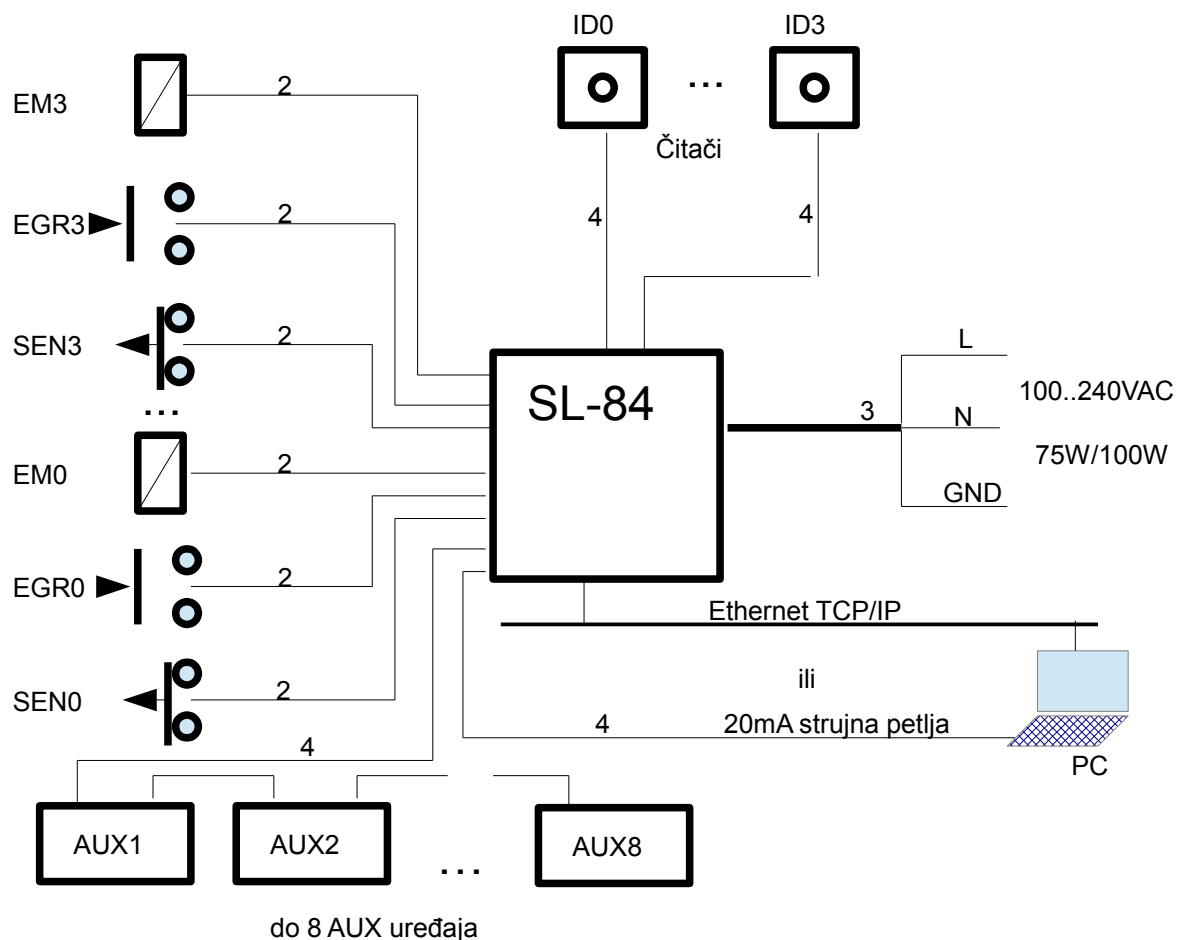 ID0
ID3
EM3
2
...
Čitači
EGR3
2
4
4
SEN3
2
...
SL-84
L
100..240VAC
3
N
75W/100W
GND
EM0
2
EGR0
2
Ethernet TCP/IP
SEN0
2
ili
4
4
20mA strujna petlja
PC
AUX1
AUX2
...
AUX8
do 8 AUX uređaja